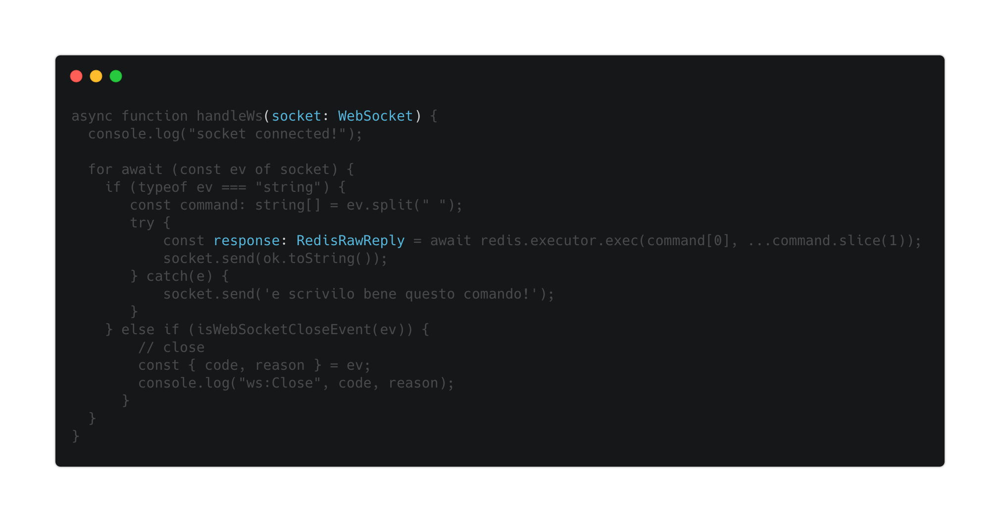 async function handleWs(socket: WebSocket) {
  console.log("socket connected!");

  for await (const ev of socket) {
    if (typeof ev === "string") {
       const command: string[] = ev.split(" ");
       try {
           const response: RedisRawReply = await redis.executor.exec(command[0], ...command.slice(1));
           socket.send(ok.toString());
       } catch(e) {
           socket.send('e scrivilo bene questo comando!');
       }
    } else if (isWebSocketCloseEvent(ev)) {
        // close
        const { code, reason } = ev;
        console.log("ws:Close", code, reason);
      }
  }
}